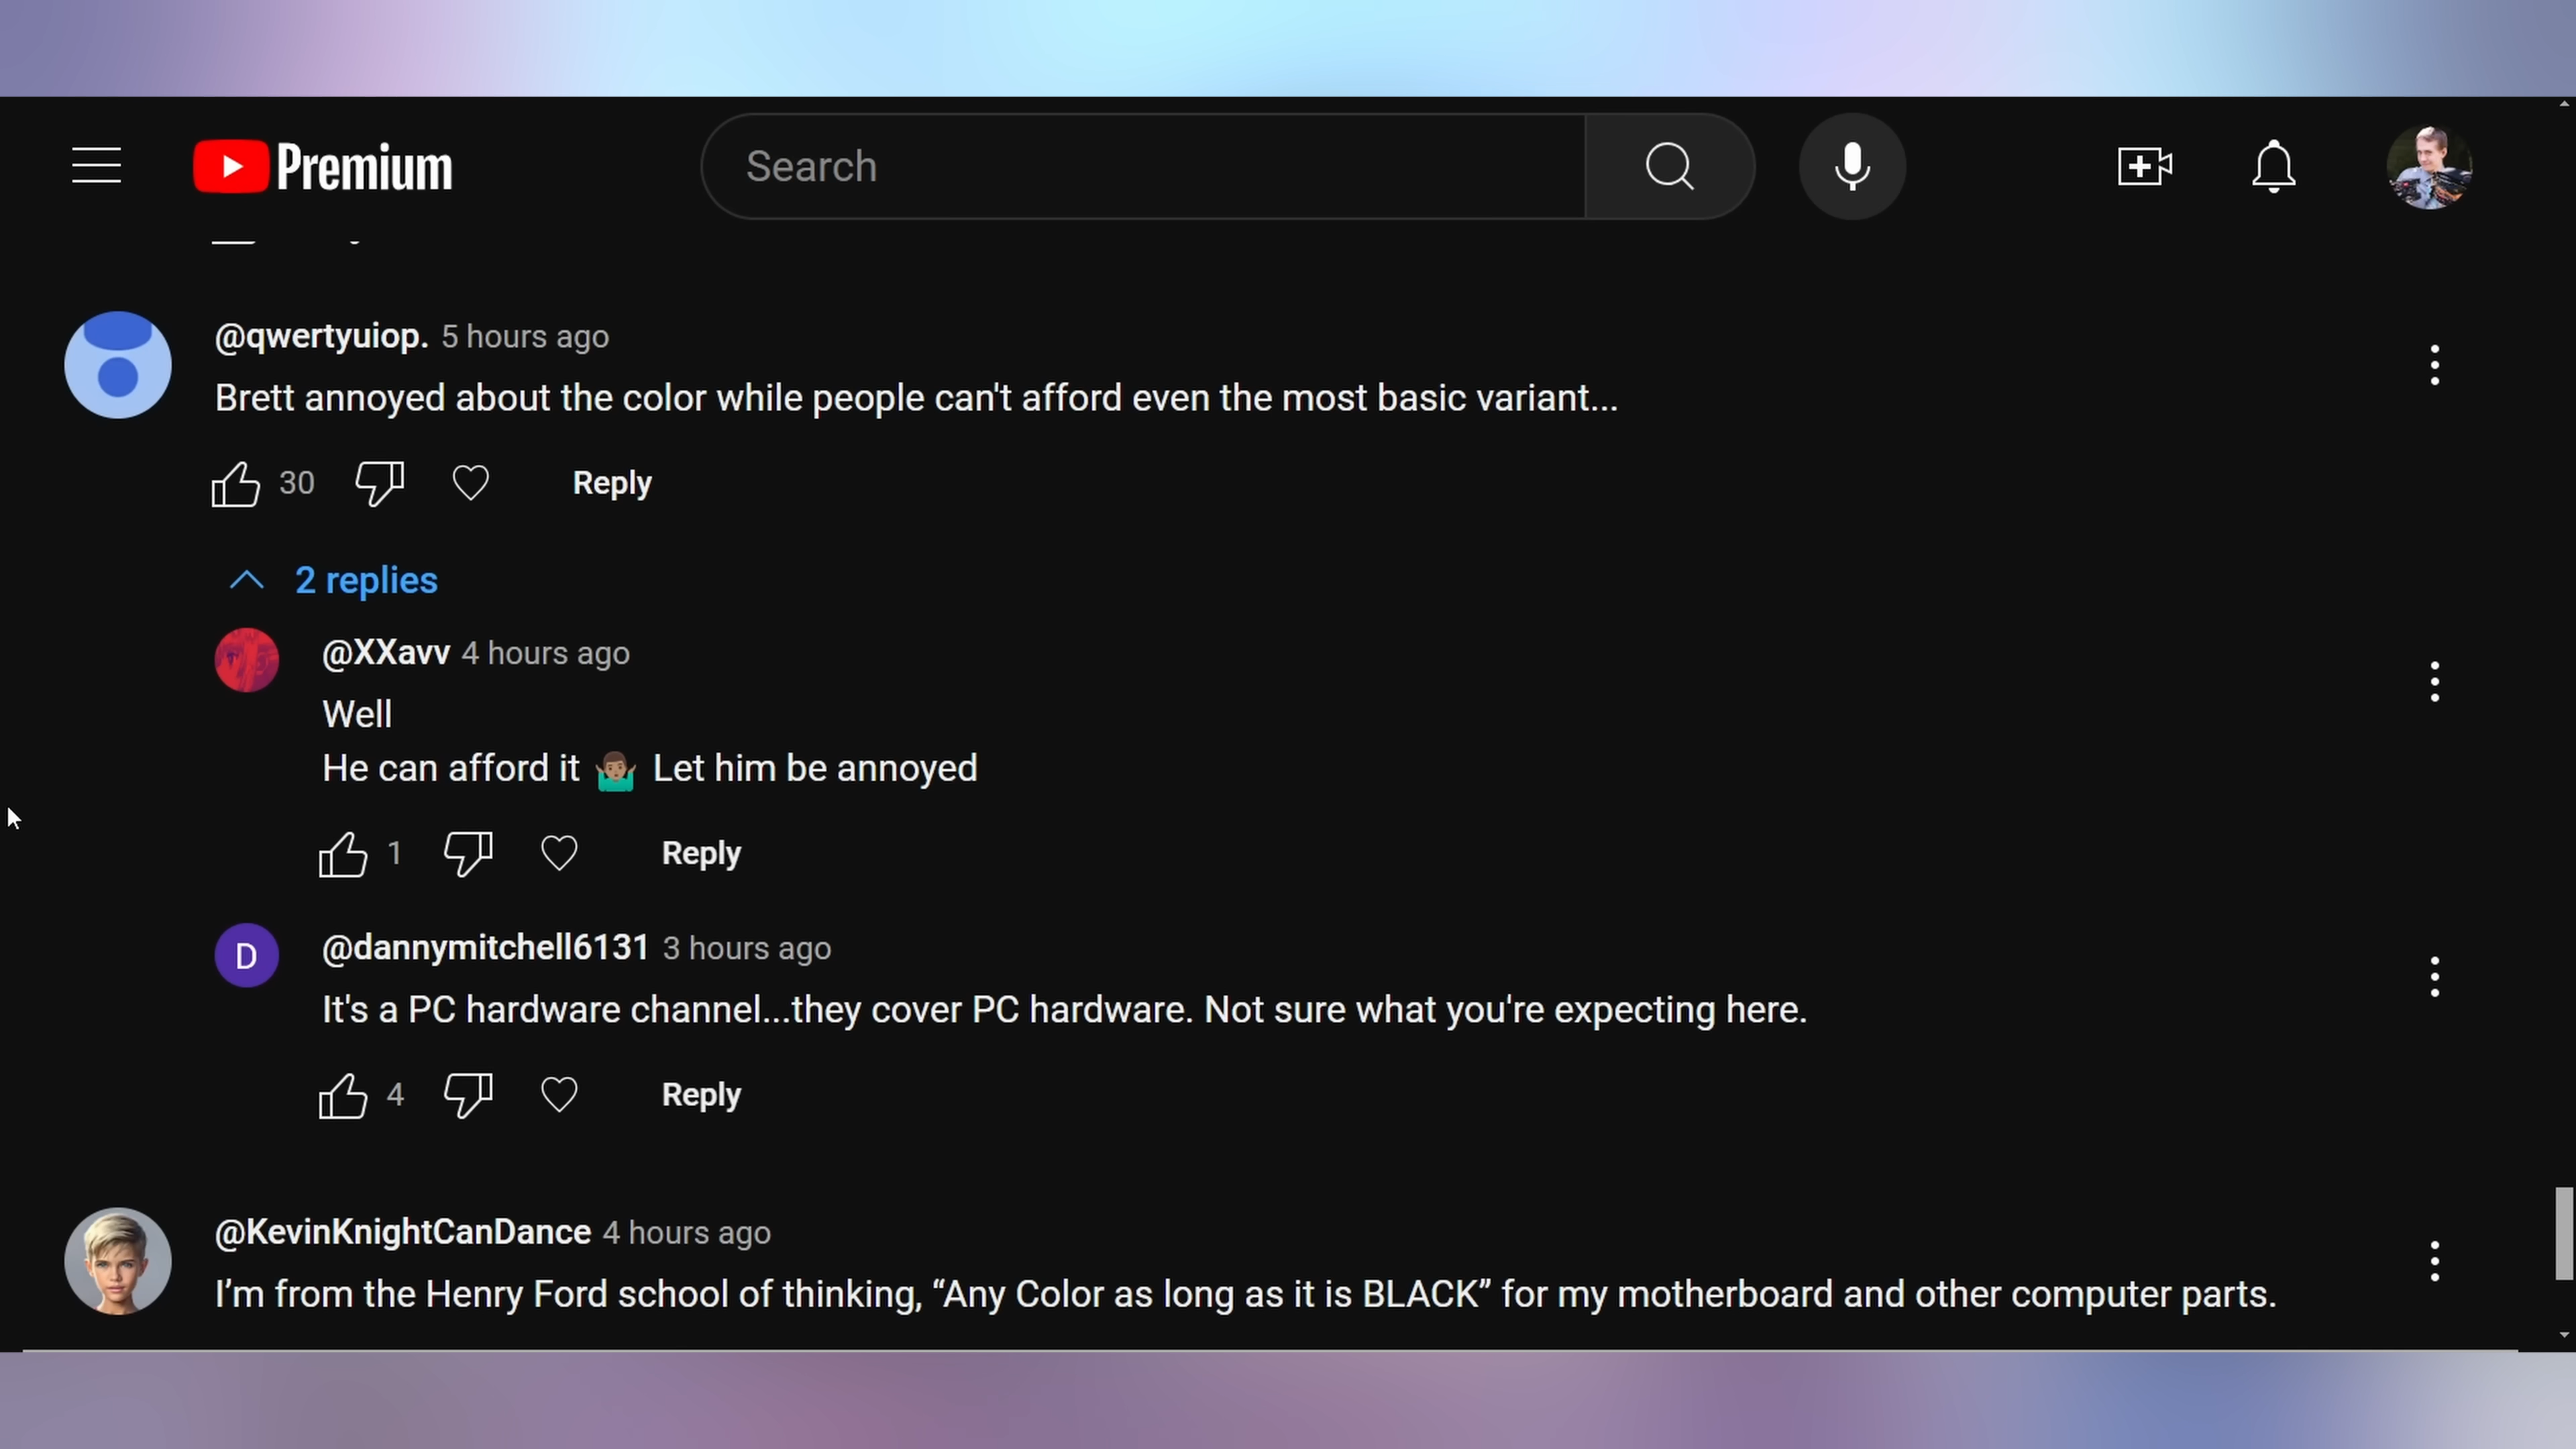 Premium
Search
@qwertyuiop. 5 hours ago
Brett annoyed about the color while people can't afford even the most basic variant...
30 Reply
2 replies
@XXavv 4 hours ago
Well
He can afford it 🤷🏽‍♂️ Let him be annoyed
1 Reply
D @dannymitchell6131 3 hours ago
It's a PC hardware channel...they cover PC hardware. Not sure what you're expecting here.
4 Reply
@KevinKnightCanDance 4 hours ago
I’m from the Henry Ford school of thinking, “Any Color as long as it is BLACK” for my motherboard and other computer parts.